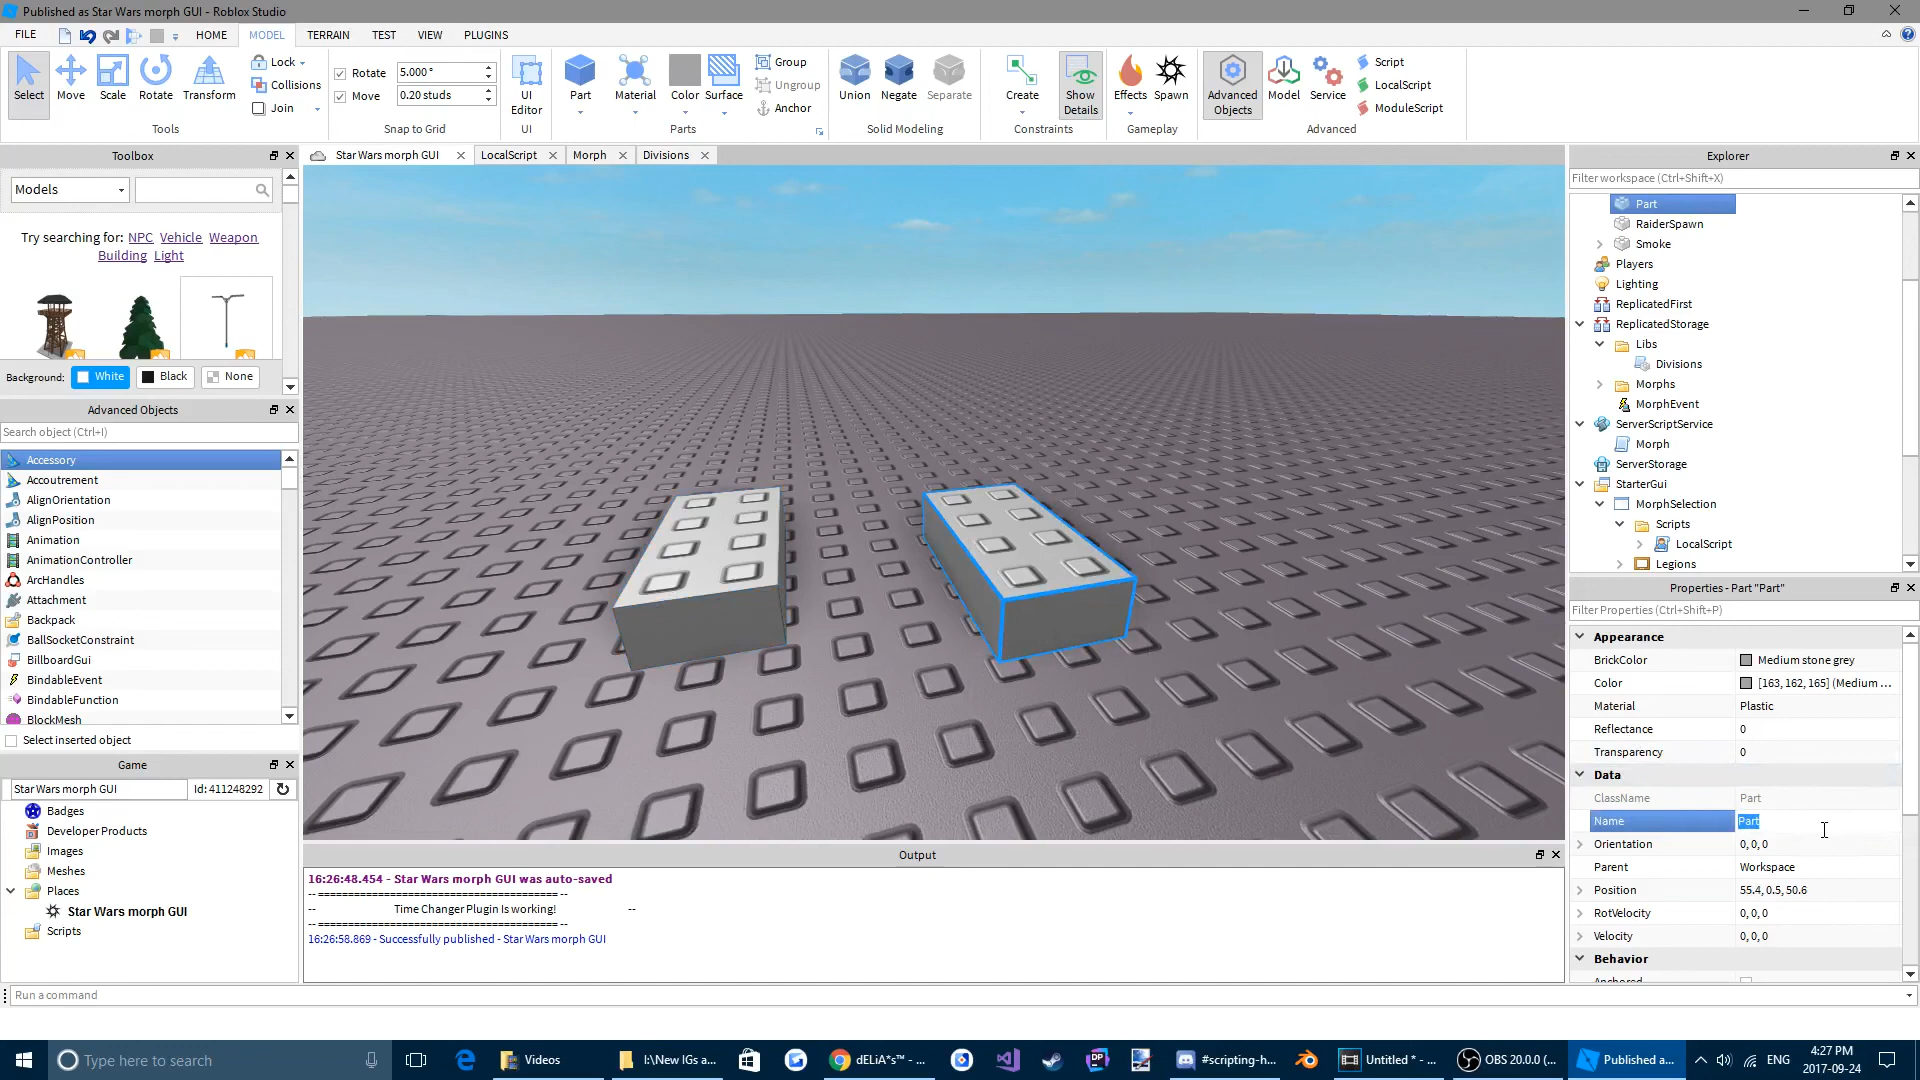 Published as Star Wars morph GUI - Roblox Studio
FILE
HOME
MODEL
TERRAIN
TEST
VIEW
PLUGINS
Select
Move
Scale
Rotate
Transform
Lock
Collisions
Join
Tools
Rotate
5.000 °
Move
0.20 studs
Snap to Grid
UI
Editor
UI
Part
Material
Color
Surface
Group
Ungroup
Anchor
Parts
Union
Negate
Separate
Solid Modeling
Create
Show
Details
Constraints
Effects
Spawn
Gameplay
Advanced
Objects
Model
Service
Script
LocalScript
ModuleScript
Advanced
Toolbox
Models
Try searching for: NPC Vehicle Weapon
Building Light
Background: White Black None
Advanced Objects
Search object (Ctrl+I)
Accessory
Accoutrement
AlignOrientation
AlignPosition
Animation
AnimationController
ArcHandles
Attachment
Backpack
BallSocketConstraint
BillboardGui
BindableEvent
BindableFunction
BlockMesh
Select inserted object
Game
Star Wars morph GUI
Id: 411248292
Badges
Developer Products
Images
Meshes
Places
Star Wars morph GUI
Scripts
Star Wars morph GUI
LocalScript
Morph
Divisions
Output
16:26:48.454 - Star Wars morph GUI was auto-saved
-- ======================================== --
-- Time Changer Plugin Is working! --
-- ======================================== --
16:26:58.869 - Successfully published - Star Wars morph GUI
Explorer
Filter workspace (Ctrl+Shift+X)
Part
RaiderSpawn
Smoke
Players
Lighting
ReplicatedFirst
ReplicatedStorage
Libs
Divisions
Morphs
MorphEvent
ServerScriptService
Morph
ServerStorage
StarterGui
MorphSelection
Scripts
LocalScript
Legions
Properties - Part "Part"
Filter Properties (Ctrl+Shift+P)
Appearance
BrickColor Medium stone grey
Color [163, 162, 165] (Medium ...
Material Plastic
Reflectance 0
Transparency 0
Data
ClassName Part
Name Part
Orientation 0, 0, 0
Parent Workspace
Position 55.4, 0.5, 50.6
RotVelocity 0, 0, 0
Velocity 0, 0, 0
Behavior
Anchored
Run a command
Type here to search
Videos
I:\New IGs a...
dELiA*s™ - ...
#scripting-h...
Untitled * - ...
OBS 20.0.0 (...
Published a...
ENG
4:27 PM
2017-09-24